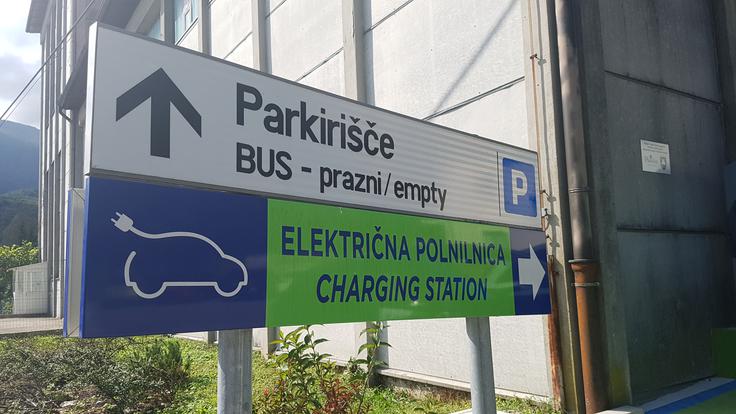 Parkirišče
BUS - prazni/empty
P
ELEKTRIČNA POLNILNICA
CHARGING STATION